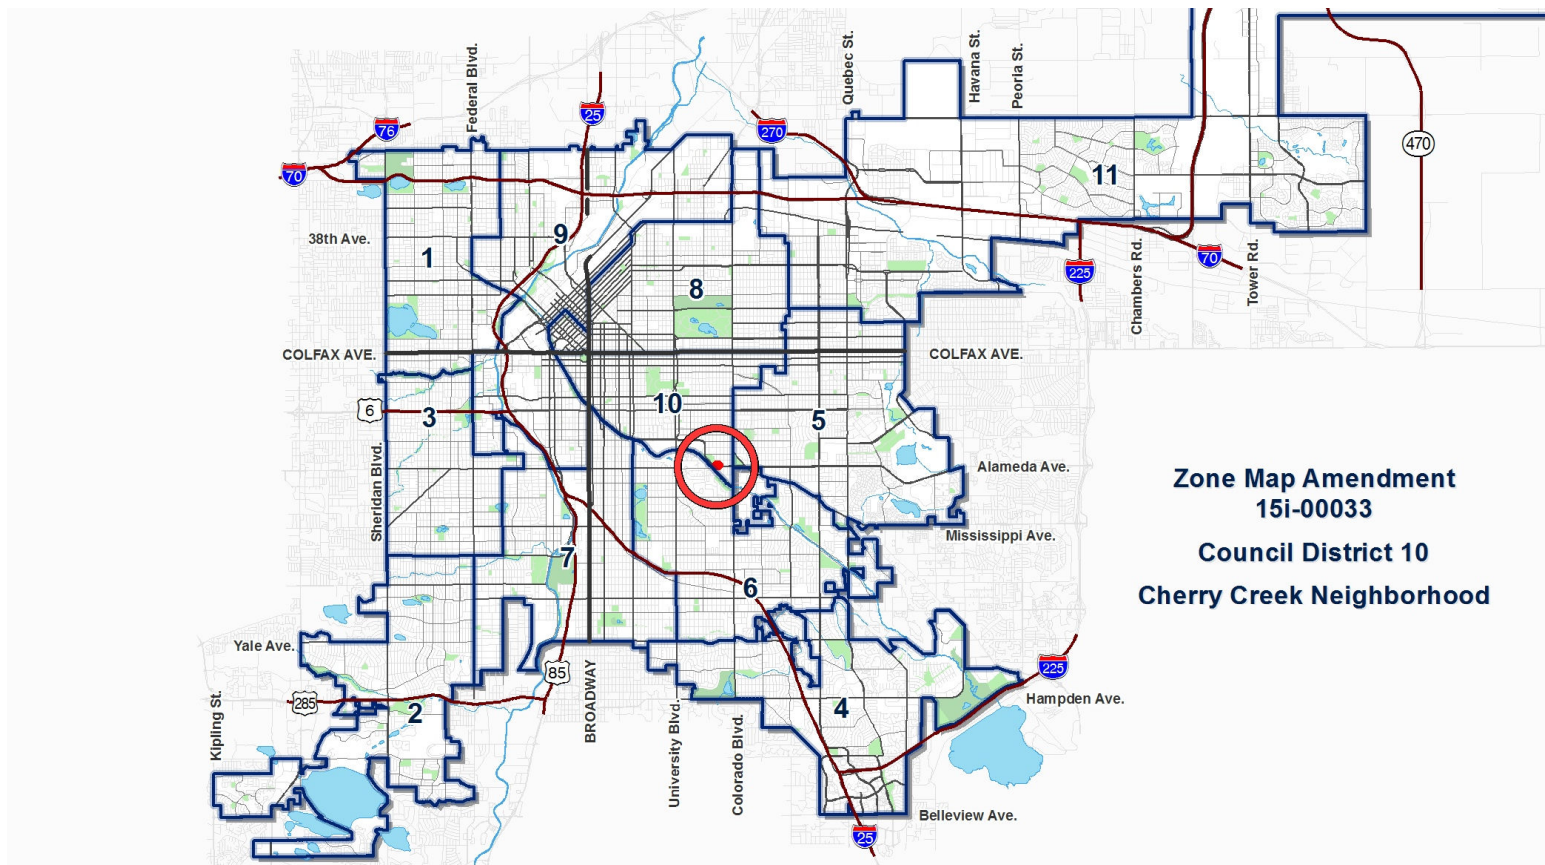 Quebec St.
Havana St.
Peoria St.
Federal Blvd.
25
76
270
470
70
11
38th Ave.
9
1
225
70
Chambers Rd.
Tower Rd.
8
COLFAX AVE.
COLFAX AVE.
6
3
10
5
Sheridan Blvd.
Alameda Ave.
Mississippi Ave.
Zone Map Amendment
15i-00033
Council District 10
Cherry Creek Neighborhood
7
6
Yale Ave.
85
225
285
Kipling St.
2
BROADWAY
University Blvd.
Colorado Blvd.
4
Hampden Ave.
Belleview Ave.
25